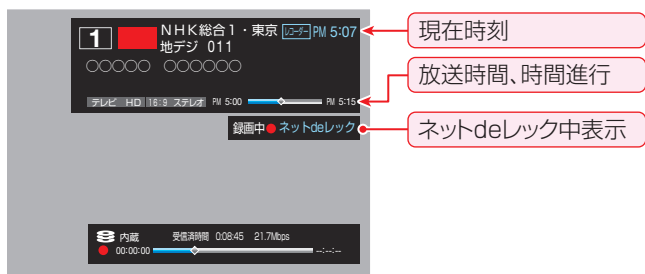 1 NHK総合1・東京 レコーダー PM 5:07
地デジ 011
○○○○○ ○○○○○○
テレビ HD 16:9 ステレオ PM 5:00 PM 5:15
録画中●ネットdeレック
内蔵 受信済時間 0:08:45 21.7Mbps
00:00:00 --:--:--
現在時刻
放送時間、時間進行
ネットdeレック中表示